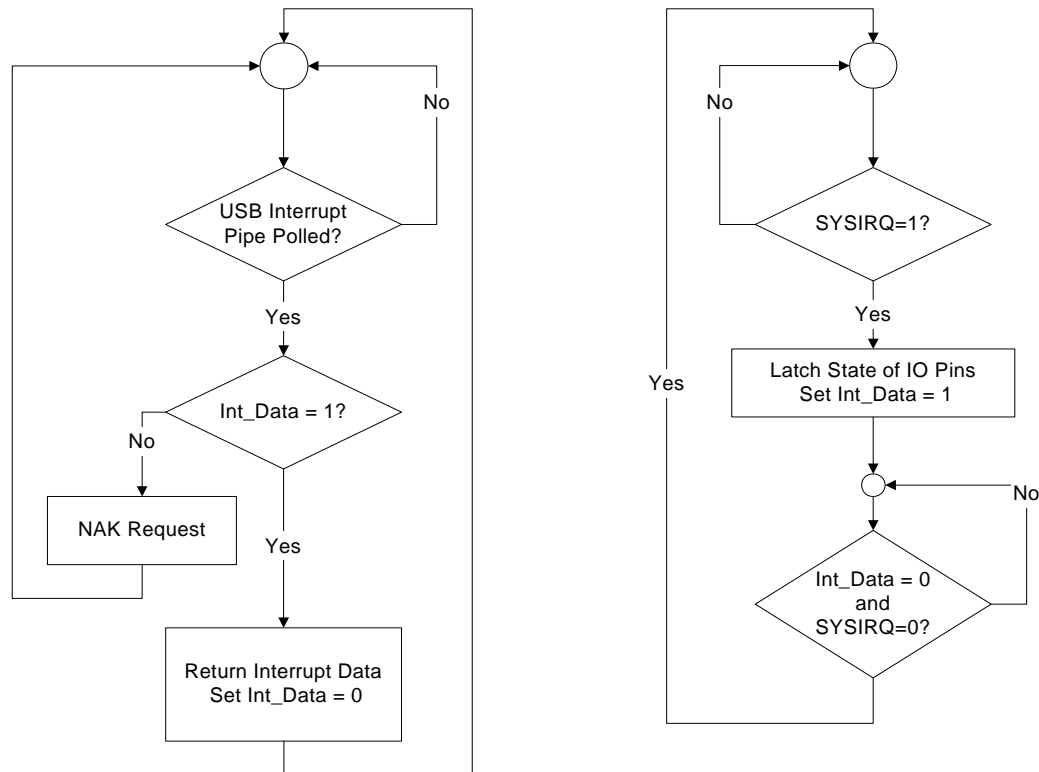 No
USB Interrupt
Pipe Polled?
Yes
Int_Data = 1?
No
NAK Request
Yes
Return Interrupt Data
Set Int_Data = 0
No
SYSIRQ=1?
Yes
Latch State of IO Pins
Set Int_Data = 1
Yes
No
Int_Data = 0
and
SYSIRQ=0?